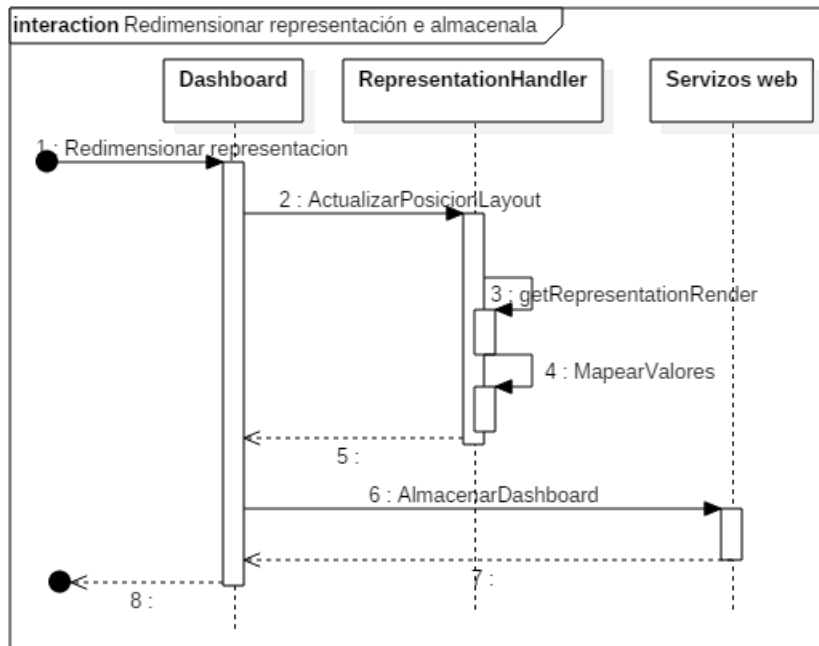 interaction Redimensionar representación e almacenala
Dashboard
RepresentationHandler
Servizos web
1 : Redimensionar representacion
2 : ActualizarPosicionLayout
3 : getRepresentationRender
4 : MapearValores
5 :
6 : AlmacenarDashboard
7 :
8 :